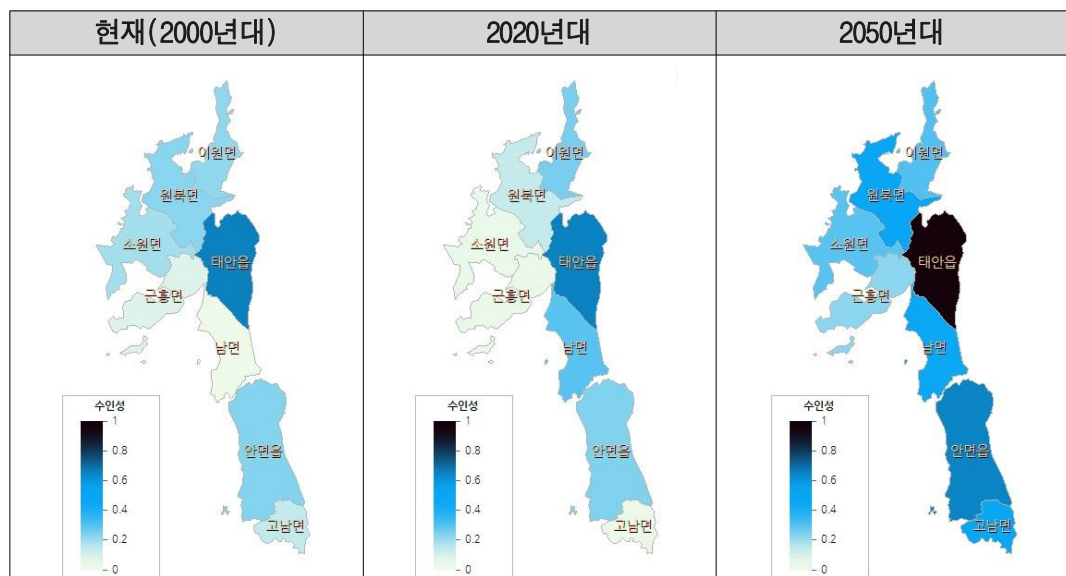 현재(2000년대)
2020년대
2050년대
이원면
원북면
소원면
태안읍
근흥면
남면
안면읍
고남면
수인성
1
0.8
0.6
0.4
0.2
0
이원면
원북면
소원면
태안읍
근흥면
남면
안면읍
고남면
수인성
1
0.8
0.6
0.4
0.2
0
이원면
원북면
소원면
태안읍
근흥면
남면
안면읍
고남면
수인성
1
0.8
0.6
0.4
0.2
0